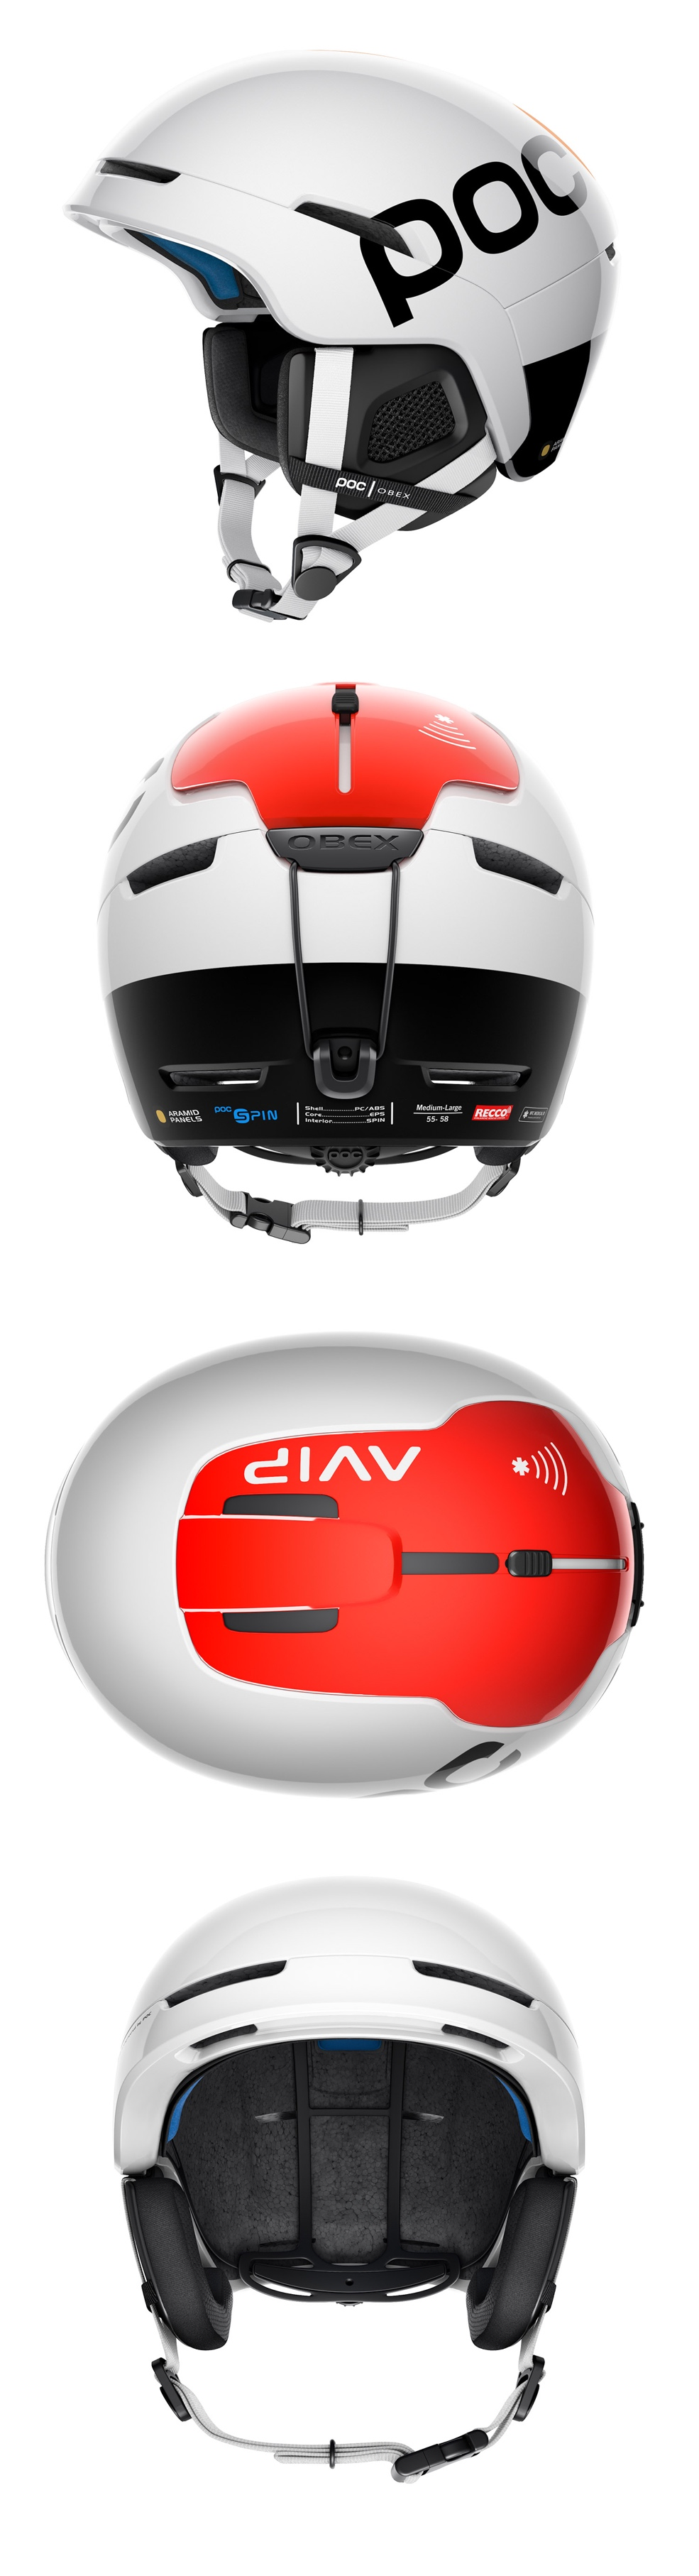 poc
poc | OBEX
OBEX
ARAMID
PANELS
poc SPIN
Shell............PC/ABS
Core................EPS
Interior...........SPIN
Medium-Large
55-58
RECCO
AVIP
poc